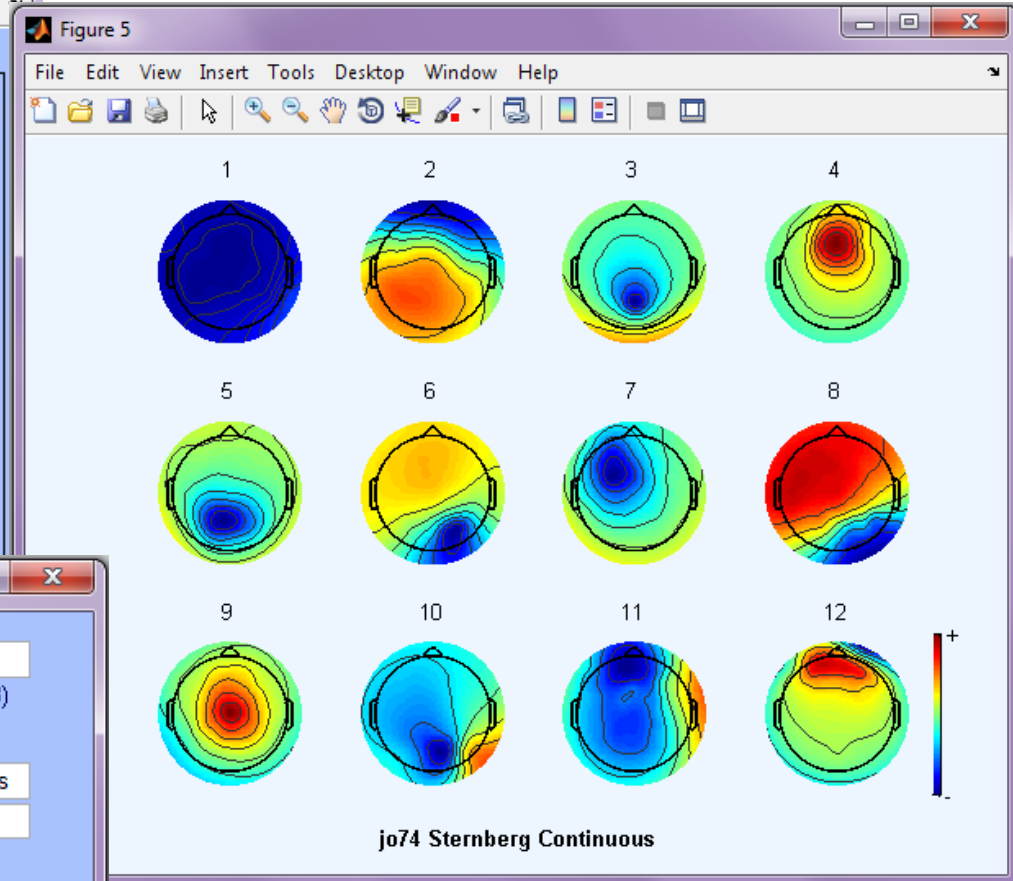 Figure 5
File Edit View Insert Tools Desktop Window Help
1 2 3 4
5 6 7 8
9 10 11 12
+
-
jo74 Sternberg Continuous
)
s